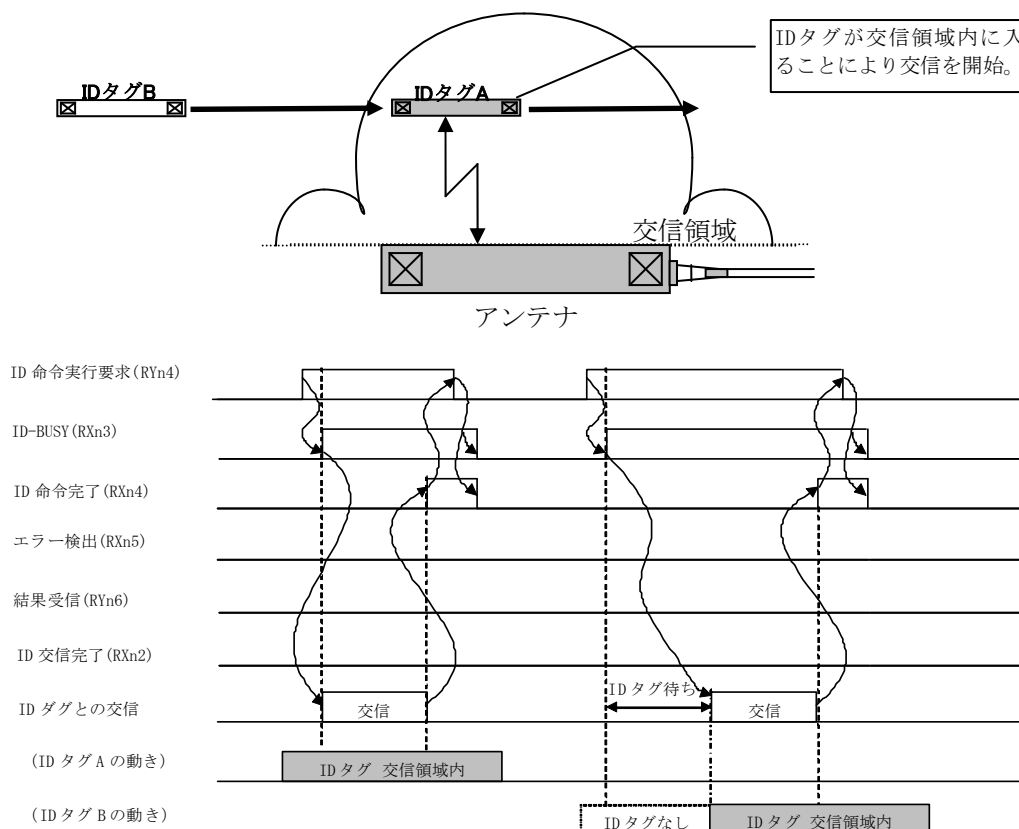 IDタグが交信領域内に入
ることにより交信を開始。
IDタグB
IDタグA
交信領域
アンテナ
ID 命令実行要求(RYn4)
ID-BUSY(RXn3)
ID 命令完了(RXn4)
エラー検出(RXn5)
結果受信(RYn6)
ID 交信完了(RXn2)
ID ダグとの交信
交信
ID タグ待ち
交信
(ID タグ A の動き)
ID タグ 交信領域内
(ID タグ B の動き)
ID タグなし
ID タグ 交信領域内